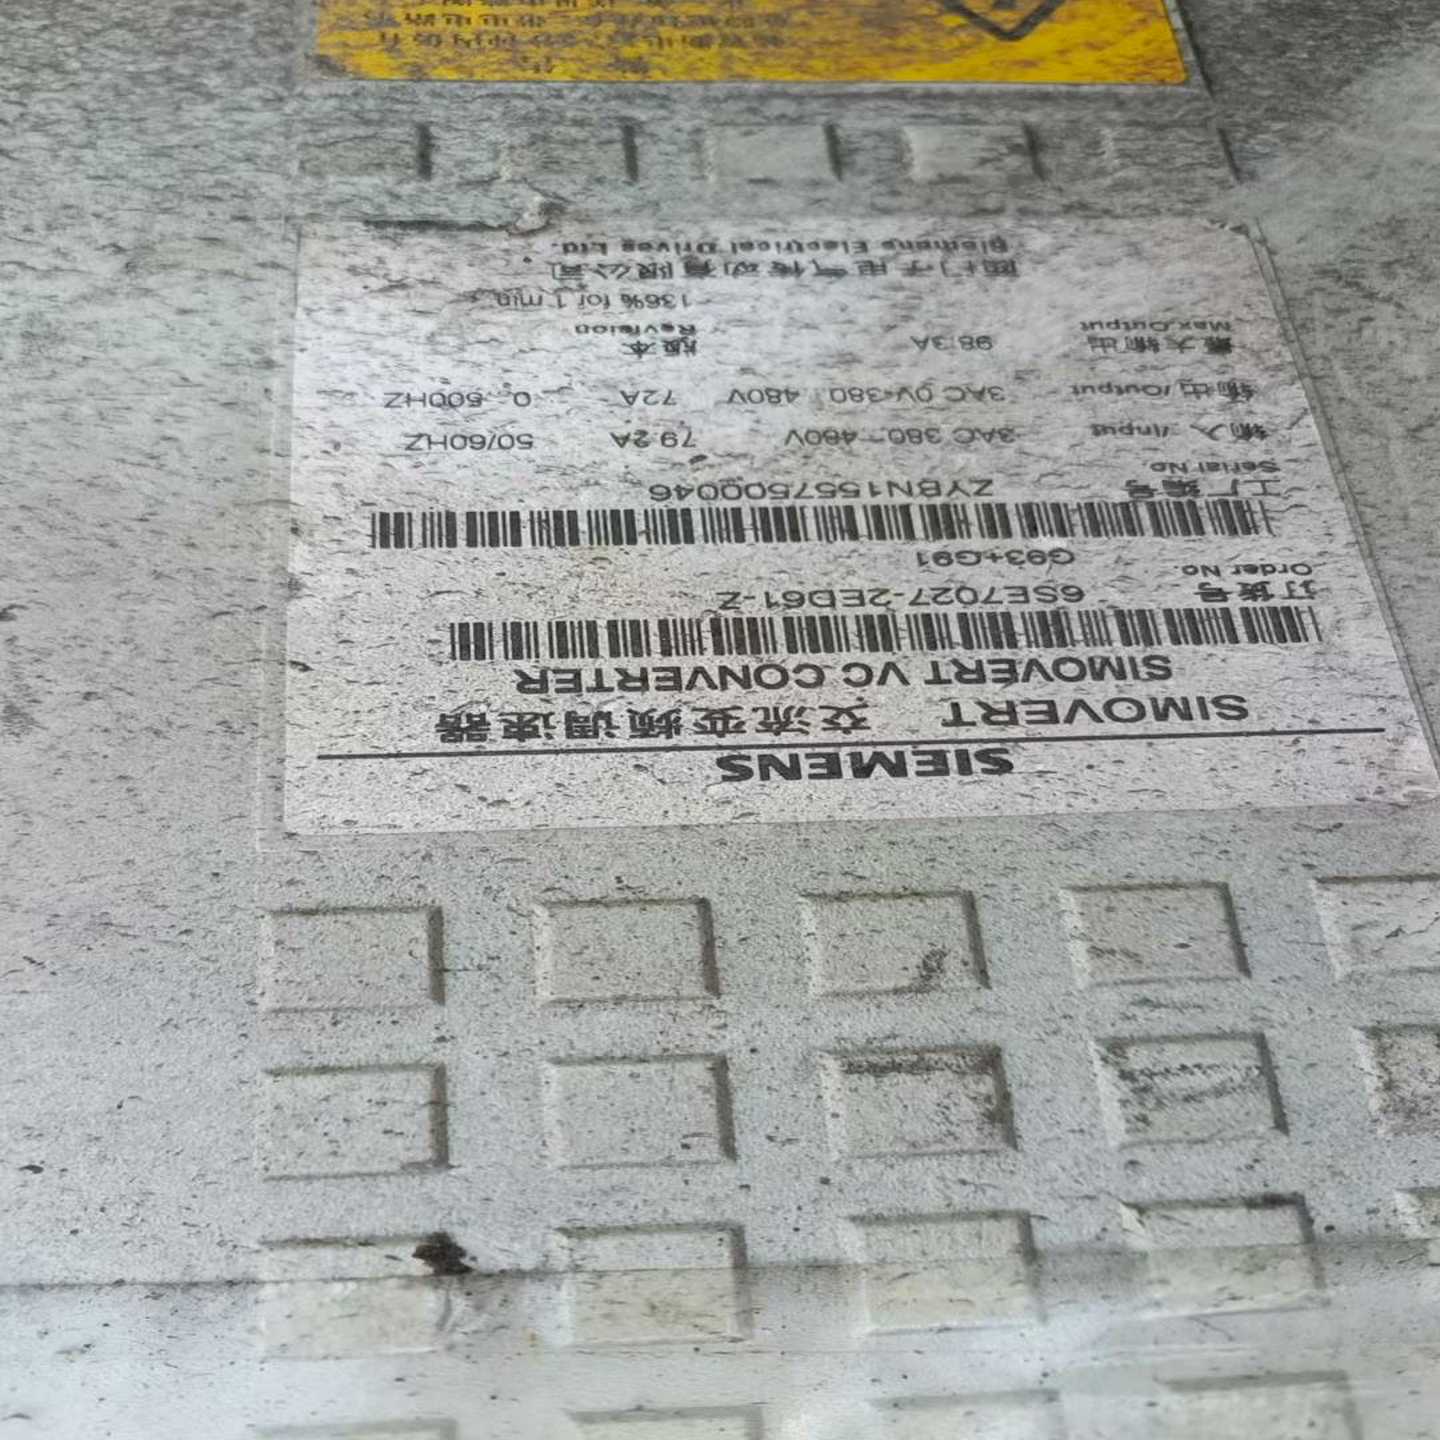 SIEMENS
SIMOVERT 交流变频调速器
SIMOVERT VC CONVERTER
订货号 6SE7027-2ED61-Z
Order No.
G93+G91
工厂编号 ZYBN1557500046
Serial No
输入/Input 3AC 380 - 480V 79.2A 50/60HZ
输出/Output 3AC 0V-380 480V 72A 0 500HZ
最大输出 98.3A 版本
Max.Output Revision
136% for 1 min
西门子电气传动有限公司
Siemens Electrical Drives Ltd.